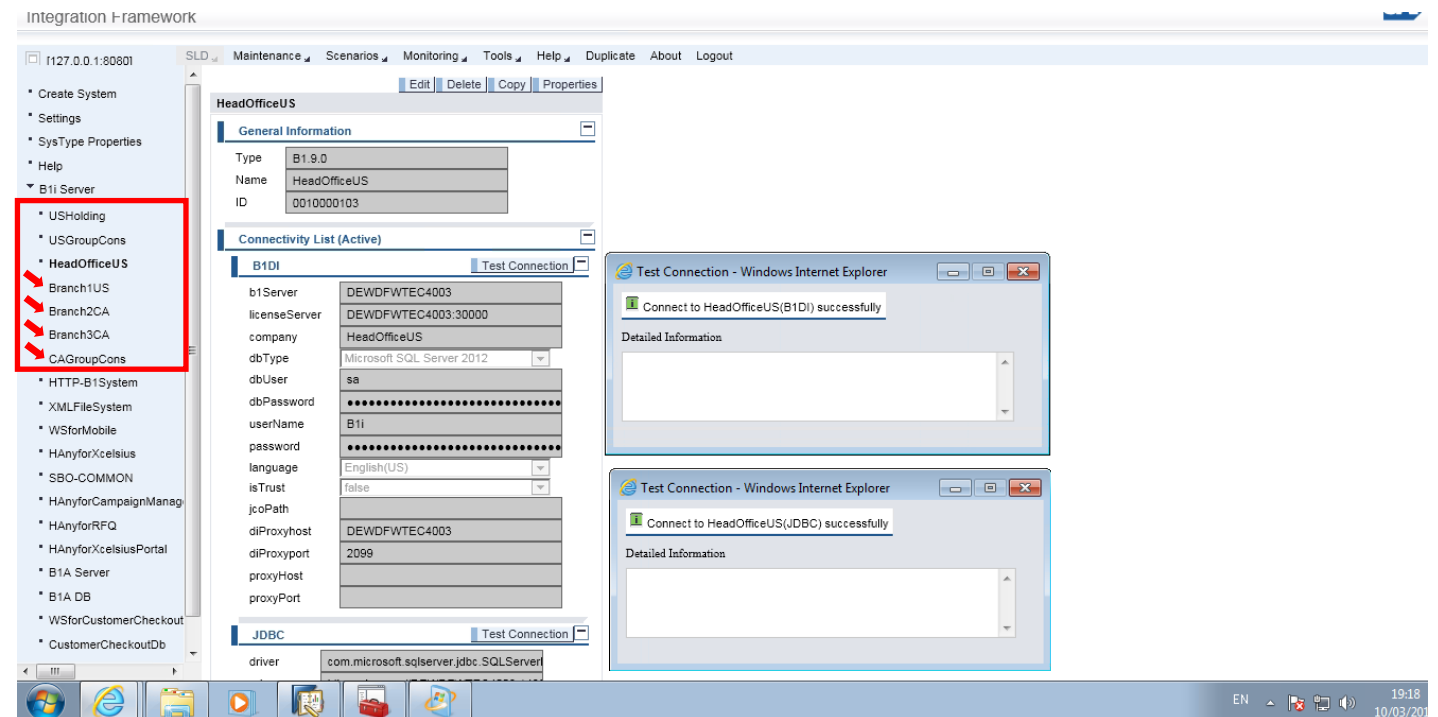 Integration Framework
[127.0.0.1:8080]
SLD Maintenance Scenarios Monitoring Tools Help Duplicate About Logout
Create System
Settings
SysType Properties
Help
B1i Server
USHolding
USGroupCons
HeadOfficeUS
Branch1US
Branch2CA
Branch3CA
CAGroupCons
HTTP-B1System
XMLFileSystem
WSforMobile
HAnyforXcelsius
SBO-COMMON
HAnyforCampaignManag
HAnyforRFQ
HAnyforXcelsiusPortal
B1A Server
B1A DB
WSforCustomerCheckout
CustomerCheckoutDb
Edit Delete Copy Properties
HeadOfficeUS
General Information
Type B1.9.0
Name HeadOfficeUS
ID 0010000103
Connectivity List (Active)
B1DI Test Connection
b1Server DEWDFWTEC4003
licenseServer DEWDFWTEC4003:30000
company HeadOfficeUS
dbType Microsoft SQL Server 2012
dbUser sa
dbPassword
userName B1i
password
language English(US)
isTrust false
jcoPath
diProxyhost DEWDFWTEC4003
diProxyport 2099
proxyHost
proxyPort
JDBC Test Connection
driver com.microsoft.sqlserver.jdbc.SQLServer
Test Connection - Windows Internet Explorer
Connect to HeadOfficeUS(B1DI) successfully
Detailed Information
Test Connection - Windows Internet Explorer
Connect to HeadOfficeUS(JDBC) successfully
Detailed Information
EN
19:18
10/03/201